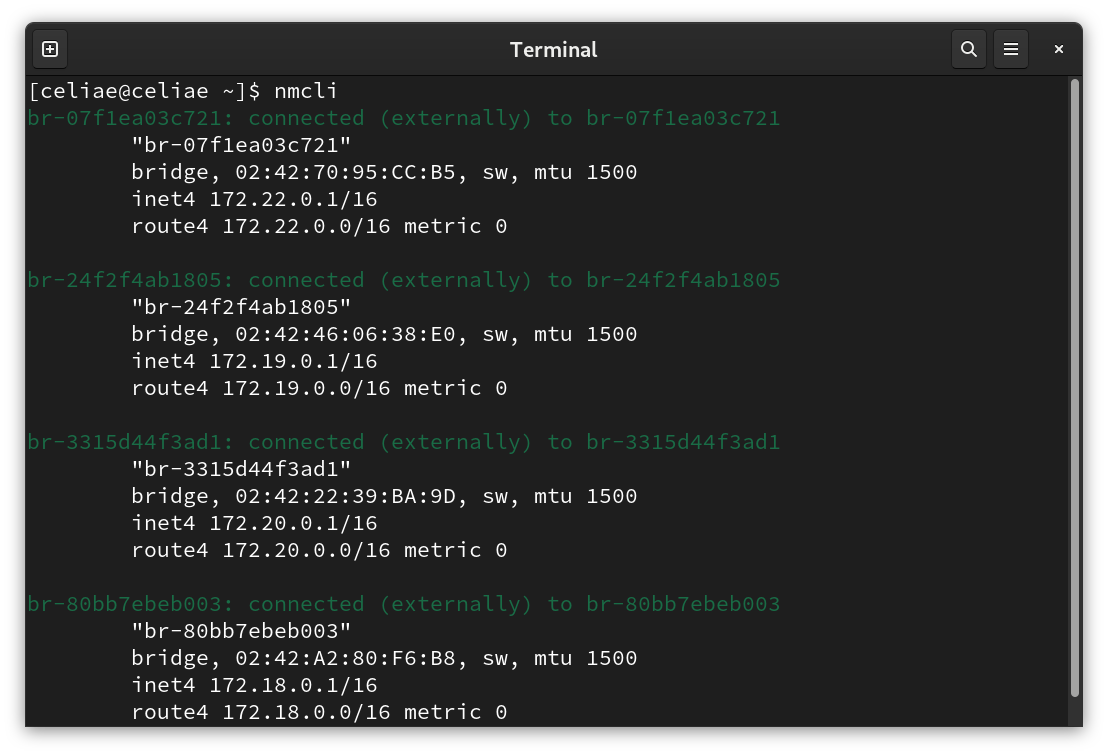 Terminal
[celiae@celiae ~]$ nmcli
br-07f1ea03c721: connected (externally) to br-07f1ea03c721
"br-07f1ea03c721"
bridge, 02:42:70:95:CC:B5, sw, mtu 1500
inet4 172.22.0.1/16
route4 172.22.0.0/16 metric 0
br-24f2f4ab1805: connected (externally) to br-24f2f4ab1805
"br-24f2f4ab1805"
bridge, 02:42:46:06:38:E0, sw, mtu 1500
inet4 172.19.0.1/16
route4 172.19.0.0/16 metric 0
br-3315d44f3ad1: connected (externally) to br-3315d44f3ad1
"br-3315d44f3ad1"
bridge, 02:42:22:39:BA:9D, sw, mtu 1500
inet4 172.20.0.1/16
route4 172.20.0.0/16 metric 0
br-80bb7ebeb003: connected (externally) to br-80bb7ebeb003
"br-80bb7ebeb003"
bridge, 02:42:A2:80:F6:B8, sw, mtu 1500
inet4 172.18.0.1/16
route4 172.18.0.0/16 metric 0